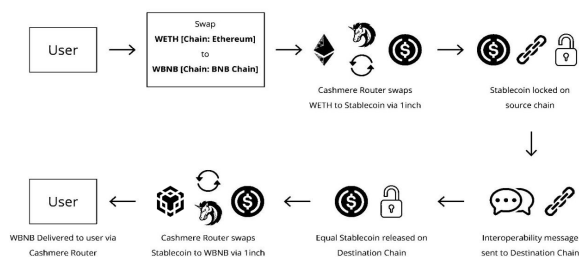 User
Swap
WETH [Chain: Ethereum]
to
WBNB [Chain: BNB Chain]
Cashmere Router swaps
WETH to Stablecoin via 1inch
Stablecoin locked on
source chain
Interoperability message
sent to Destination Chain
Equal Stablecoin released on
Destination Chain
Cashmere Router swaps
Stablecoin to WBNB via 1inch
User
WBNB Delivered to user via
Cashmere Router